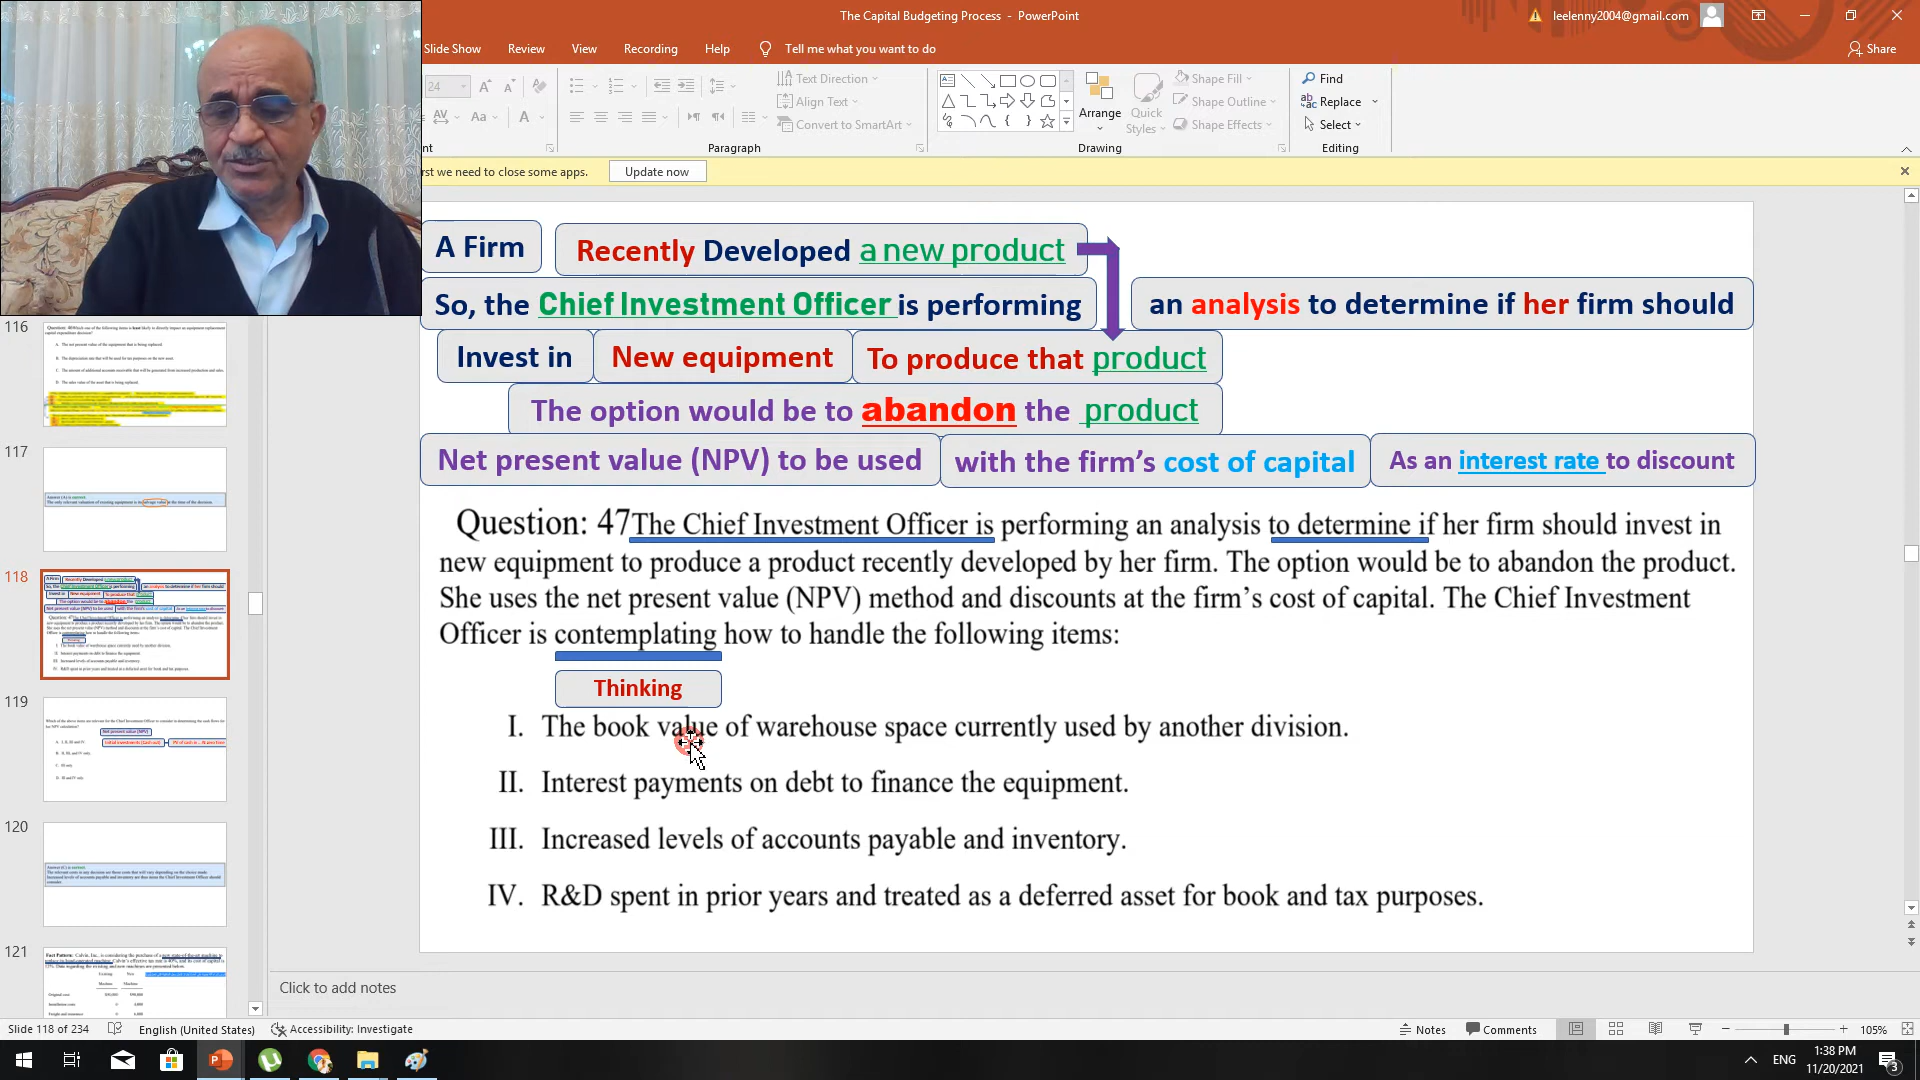 The Capital Budgeting Process - PowerPoint
leelenny2004@gmail.com
Slide Show Review View Recording Help Tell me what you want to do
Share
24
Text Direction
Align Text
Convert to SmartArt
Arrange
Quick Styles
Shape Fill
Shape Outline
Shape Effects
Find
Replace
Select
nt
Paragraph
Drawing
Editing
rst we need to close some apps. Update now
A Firm Recently Developed a new product
So, the Chief Investment Officer is performing an analysis to determine if her firm should
Invest in New equipment To produce that product
The option would be to abandon the product
Net present value (NPV) to be used with the firm's cost of capital As an interest rate to discount
Question: 47The Chief Investment Officer is performing an analysis to determine if her firm should invest in
new equipment to produce a product recently developed by her firm. The option would be to abandon the product.
She uses the net present value (NPV) method and discounts at the firm's cost of capital. The Chief Investment
Officer is contemplating how to handle the following items:
Thinking
I. The book value of warehouse space currently used by another division.
II. Interest payments on debt to finance the equipment.
III. Increased levels of accounts payable and inventory.
IV. R&D spent in prior years and treated as a deferred asset for book and tax purposes.
116
117
118
119
120
121
Click to add notes
Slide 118 of 234 English (United States) Accessibility: Investigate
Notes Comments 105%
ENG
1:38 PM
11/20/2021
3